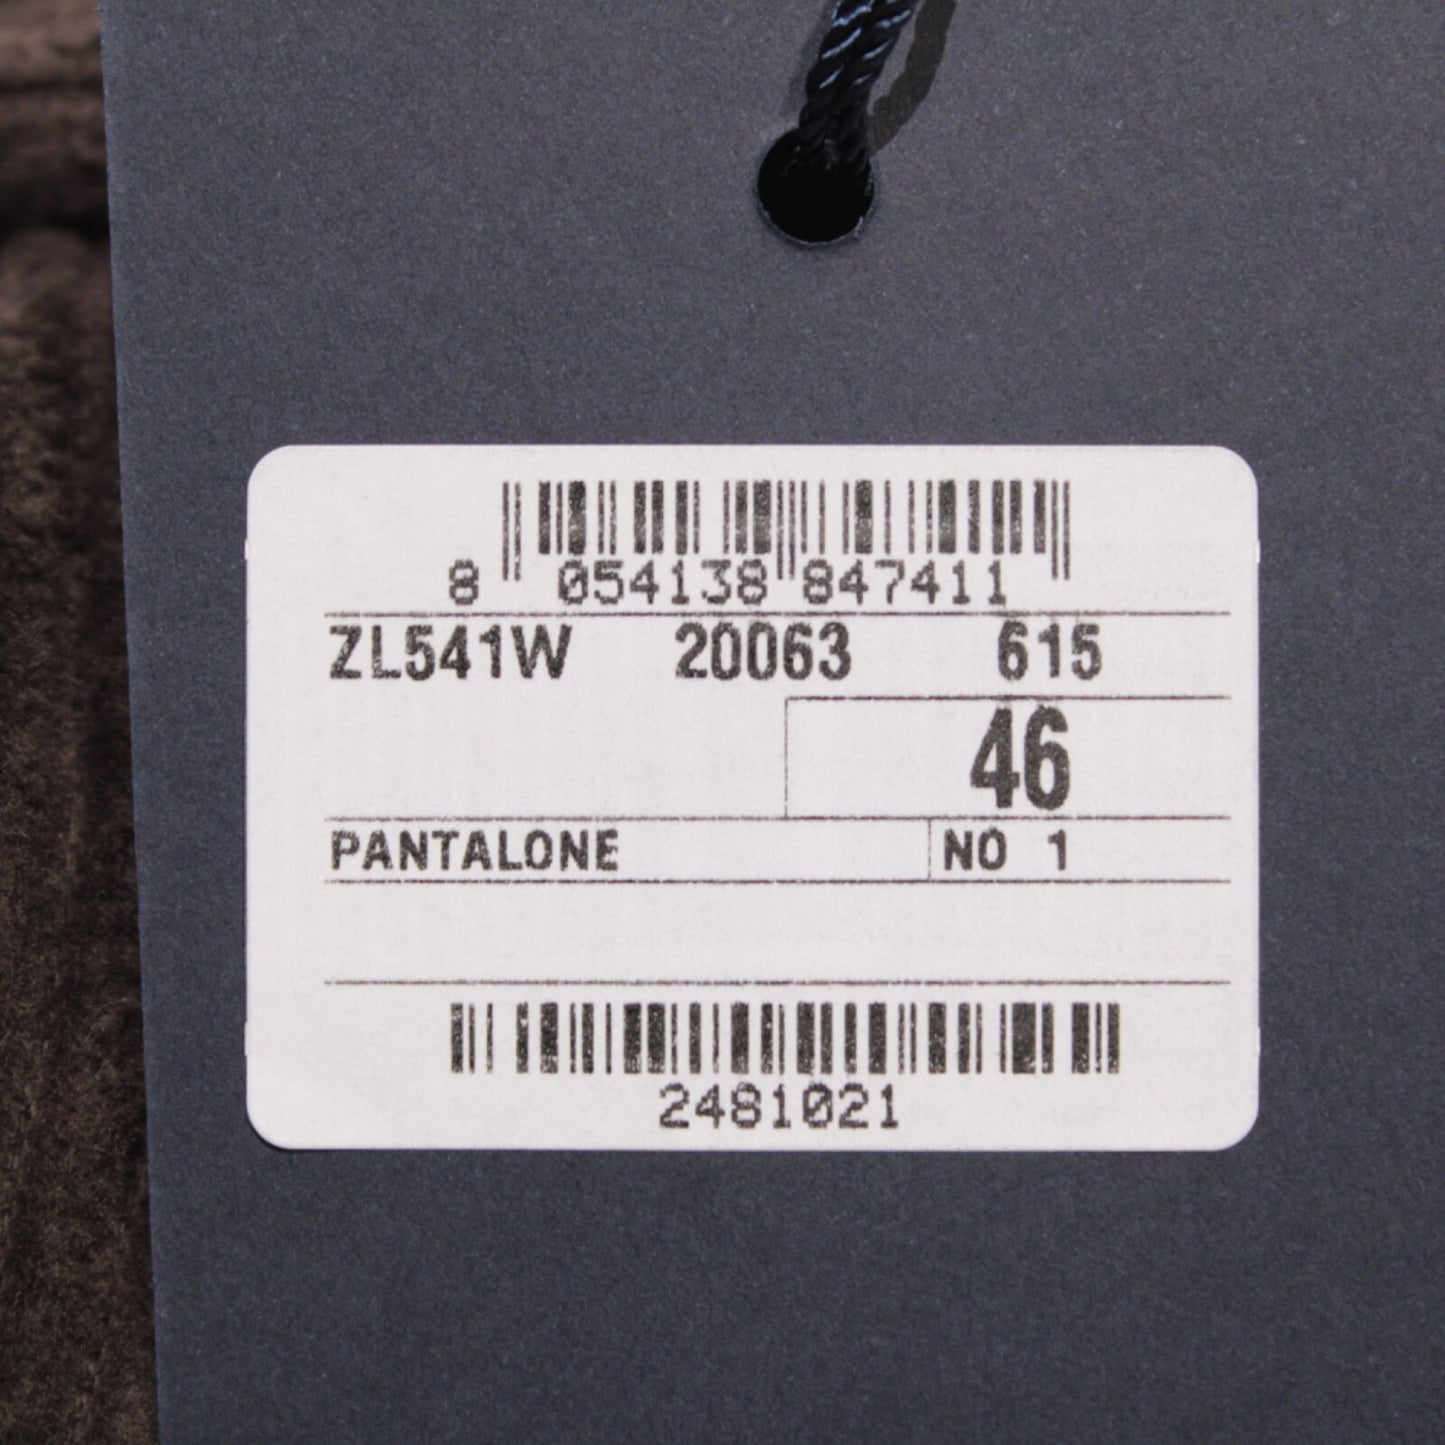 8 054138 847411
ZL541W 20063 615
46
PANTALONE NO 1
2481021